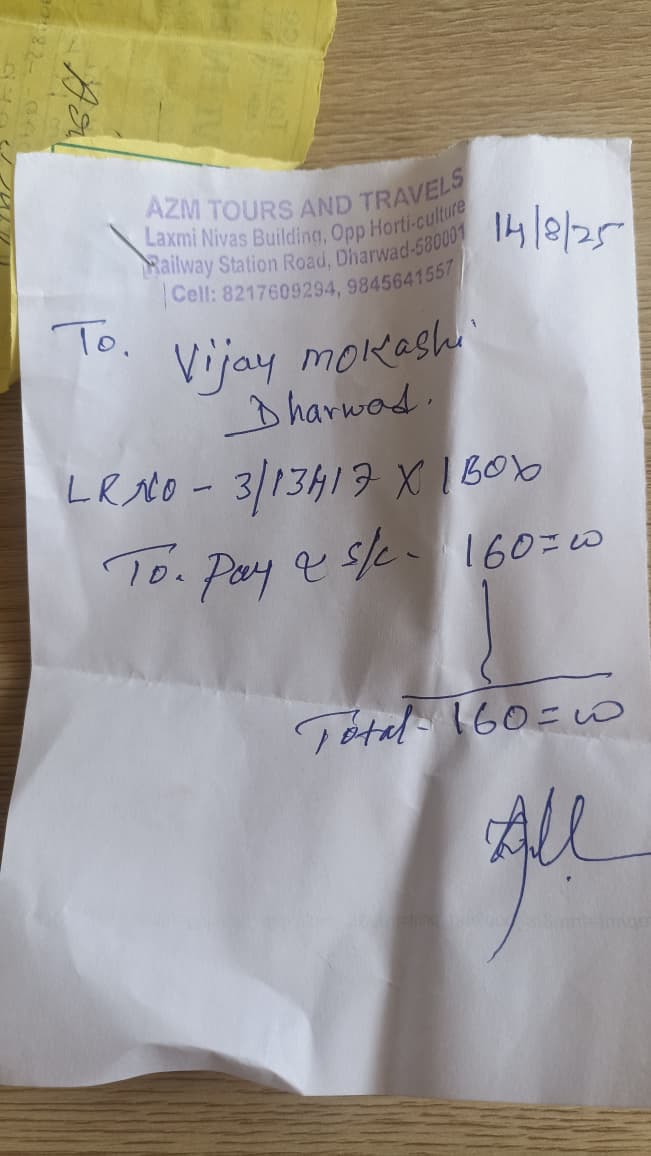 AZM TOURS AND TRAVELS
Laxmi Nivas Building, Opp Horti-culture
Railway Station Road, Dharwad-580001
Cell: 8217609294, 9845641557
14/8/25
To. Vijay Mokashi
Dharwad.
LR NO - 3/13417 X 1 Box
To. Pay & S/C - 160=00
Total - 160=00